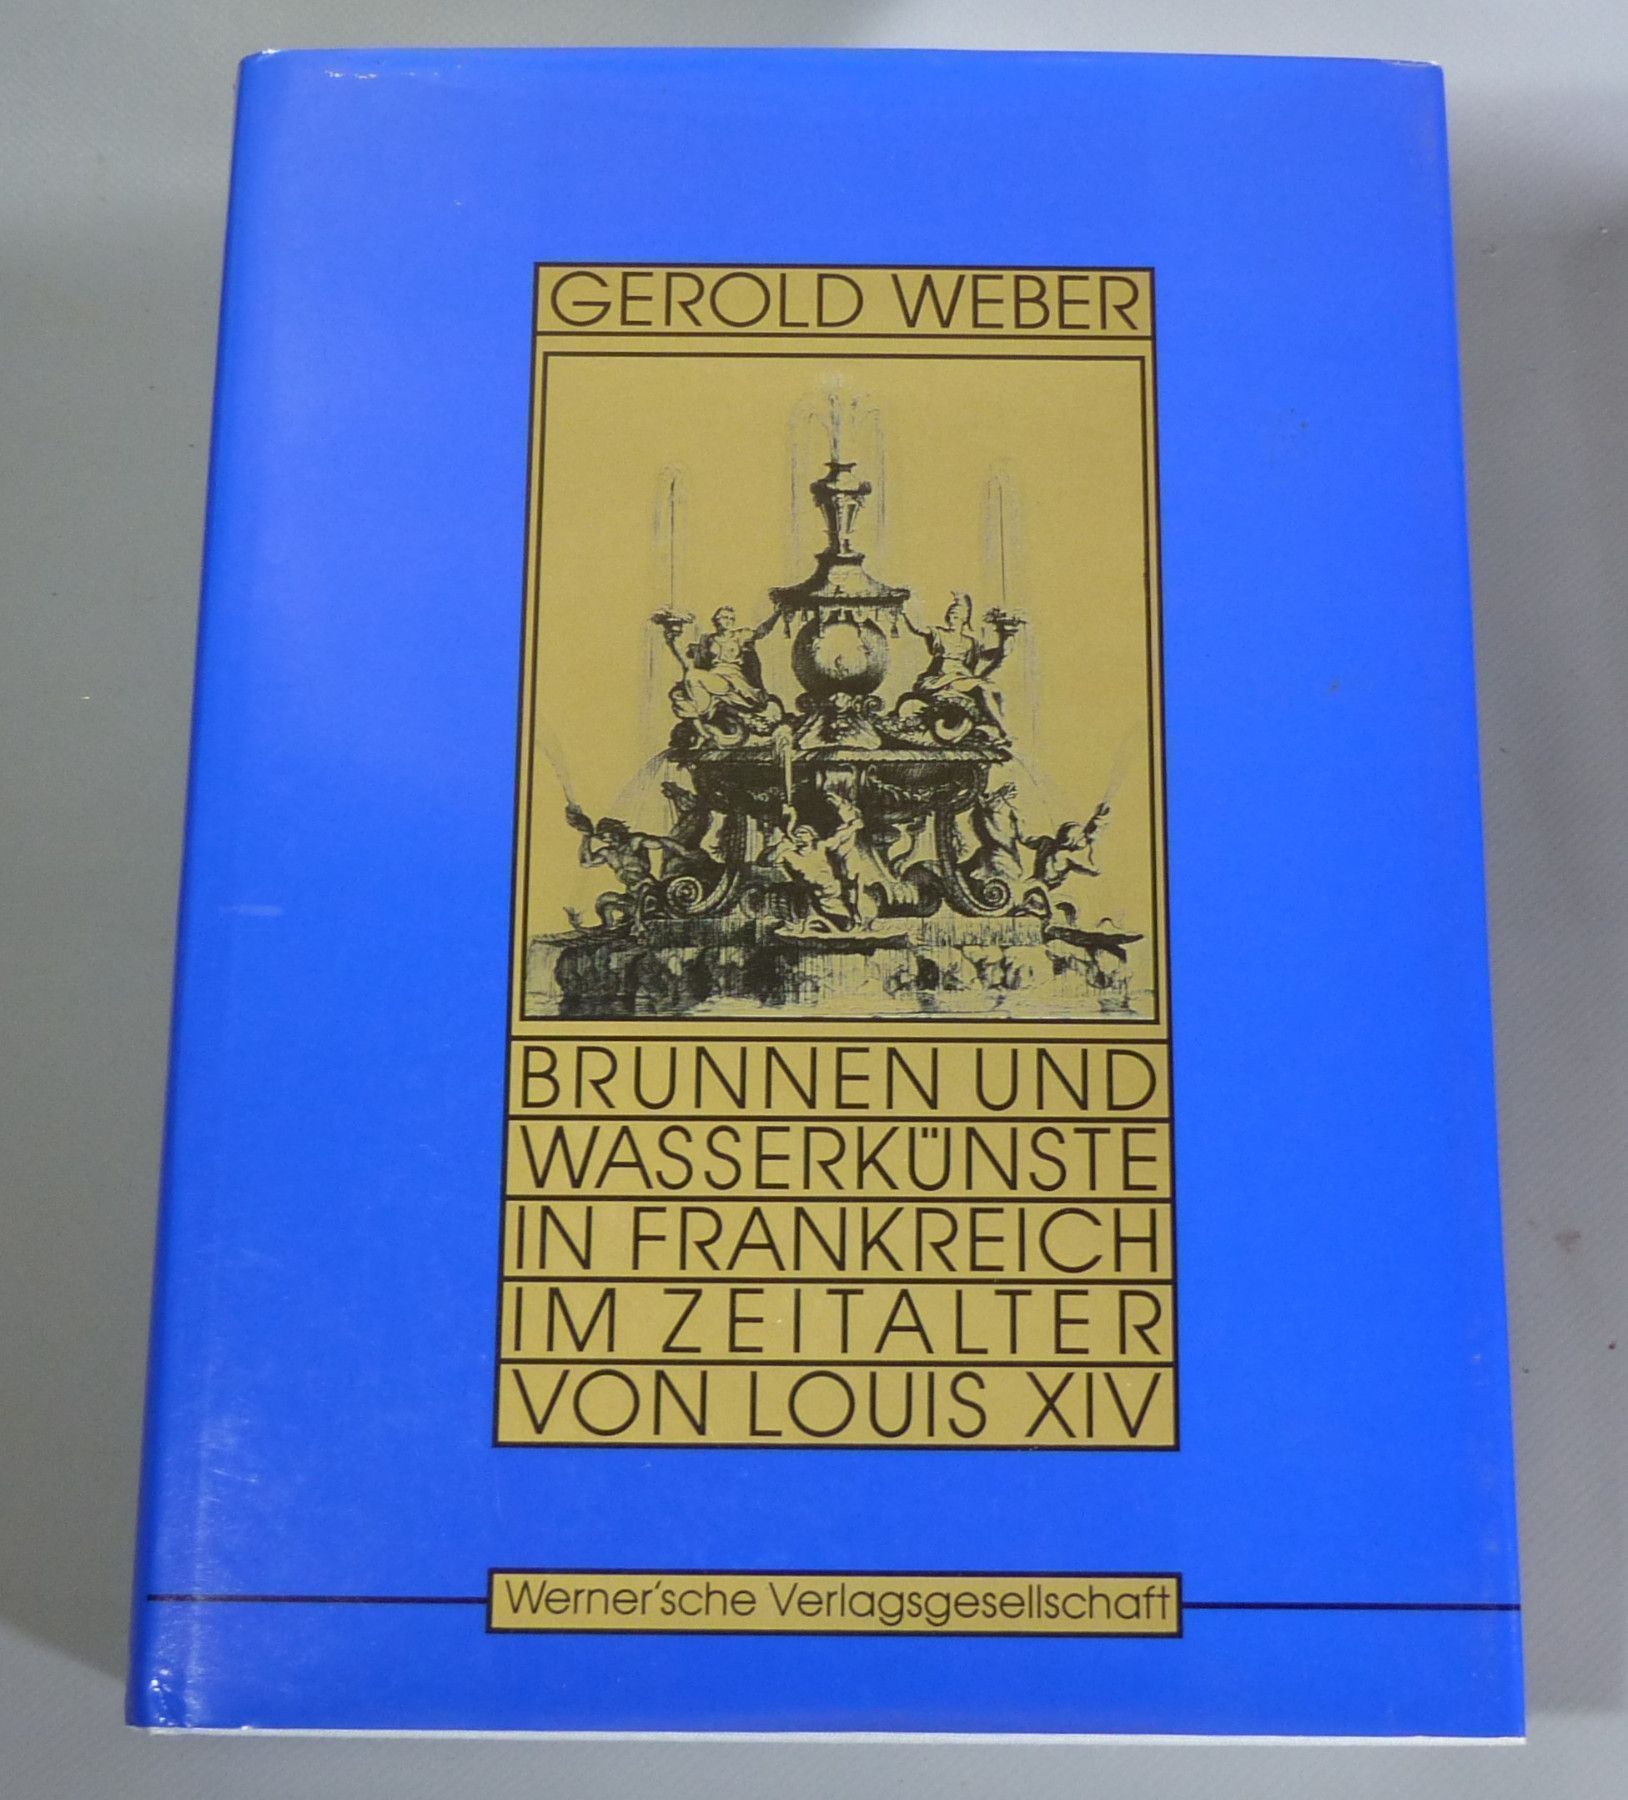 GEROLD WEBER
BRUNNEN UND
WASSERKÜNSTE
IN FRANKREICH
IM ZEITALTER
VON LOUIS XIV
Werner'sche Verlagsgesellschaft